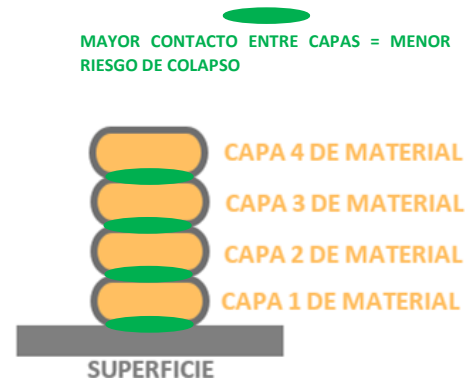 MAYOR CONTACTO ENTRE CAPAS = MENOR
RIESGO DE COLAPSO
CAPA 4 DE MATERIAL
CAPA 3 DE MATERIAL
CAPA 2 DE MATERIAL
CAPA 1 DE MATERIAL
SUPERFICIE